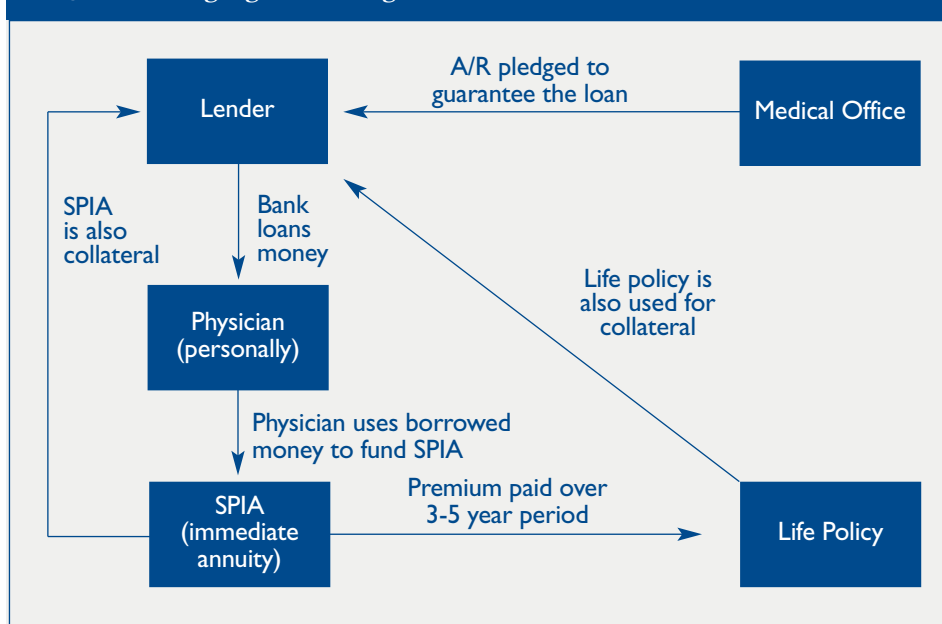 A/R pledged to
guarantee the loan
Lender
Medical Office
SPIA
is also
collateral
Bank
loans
money
Life policy is
also used for
collateral
Physician
(personally)
Physician uses borrowed
money to fund SPIA
Premium paid over
3-5 year period
SPIA
(immediate
annuity)
Life Policy